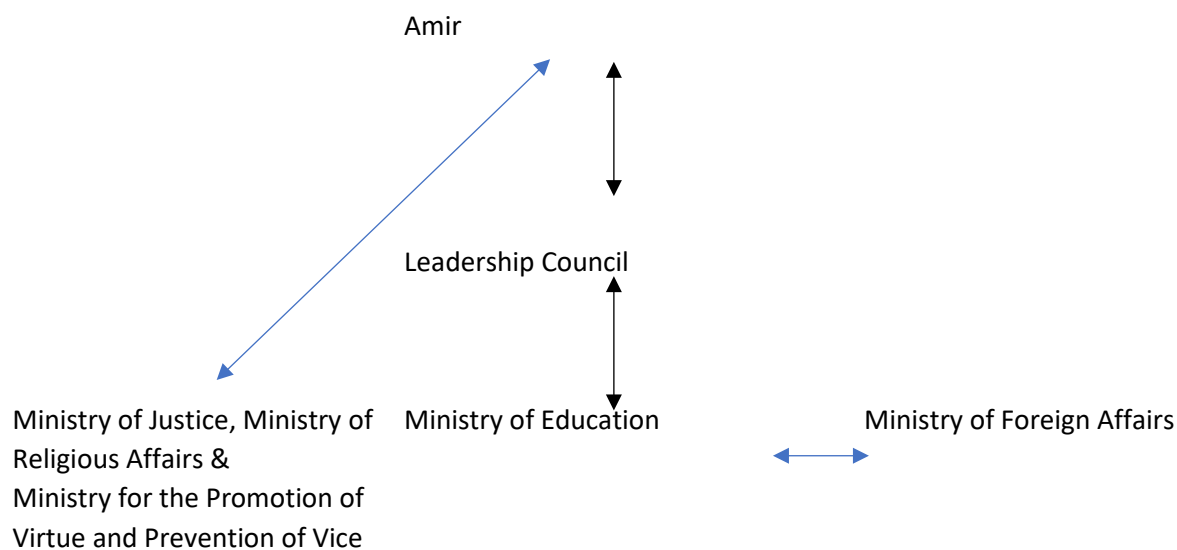 Amir
Leadership Council
Ministry of Justice, Ministry of
Religious Affairs &
Ministry for the Promotion of
Virtue and Prevention of Vice
Ministry of Education
Ministry of Foreign Affairs